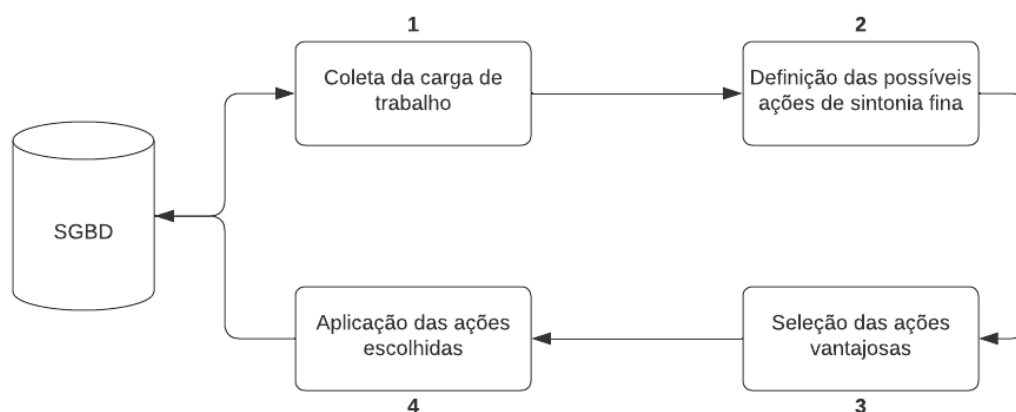 1
Coleta da carga de
trabalho
2
Definição das possíveis
ações de sintonia fina
SGBD
Aplicação das ações
escolhidas
4
Seleção das ações
vantajosas
3